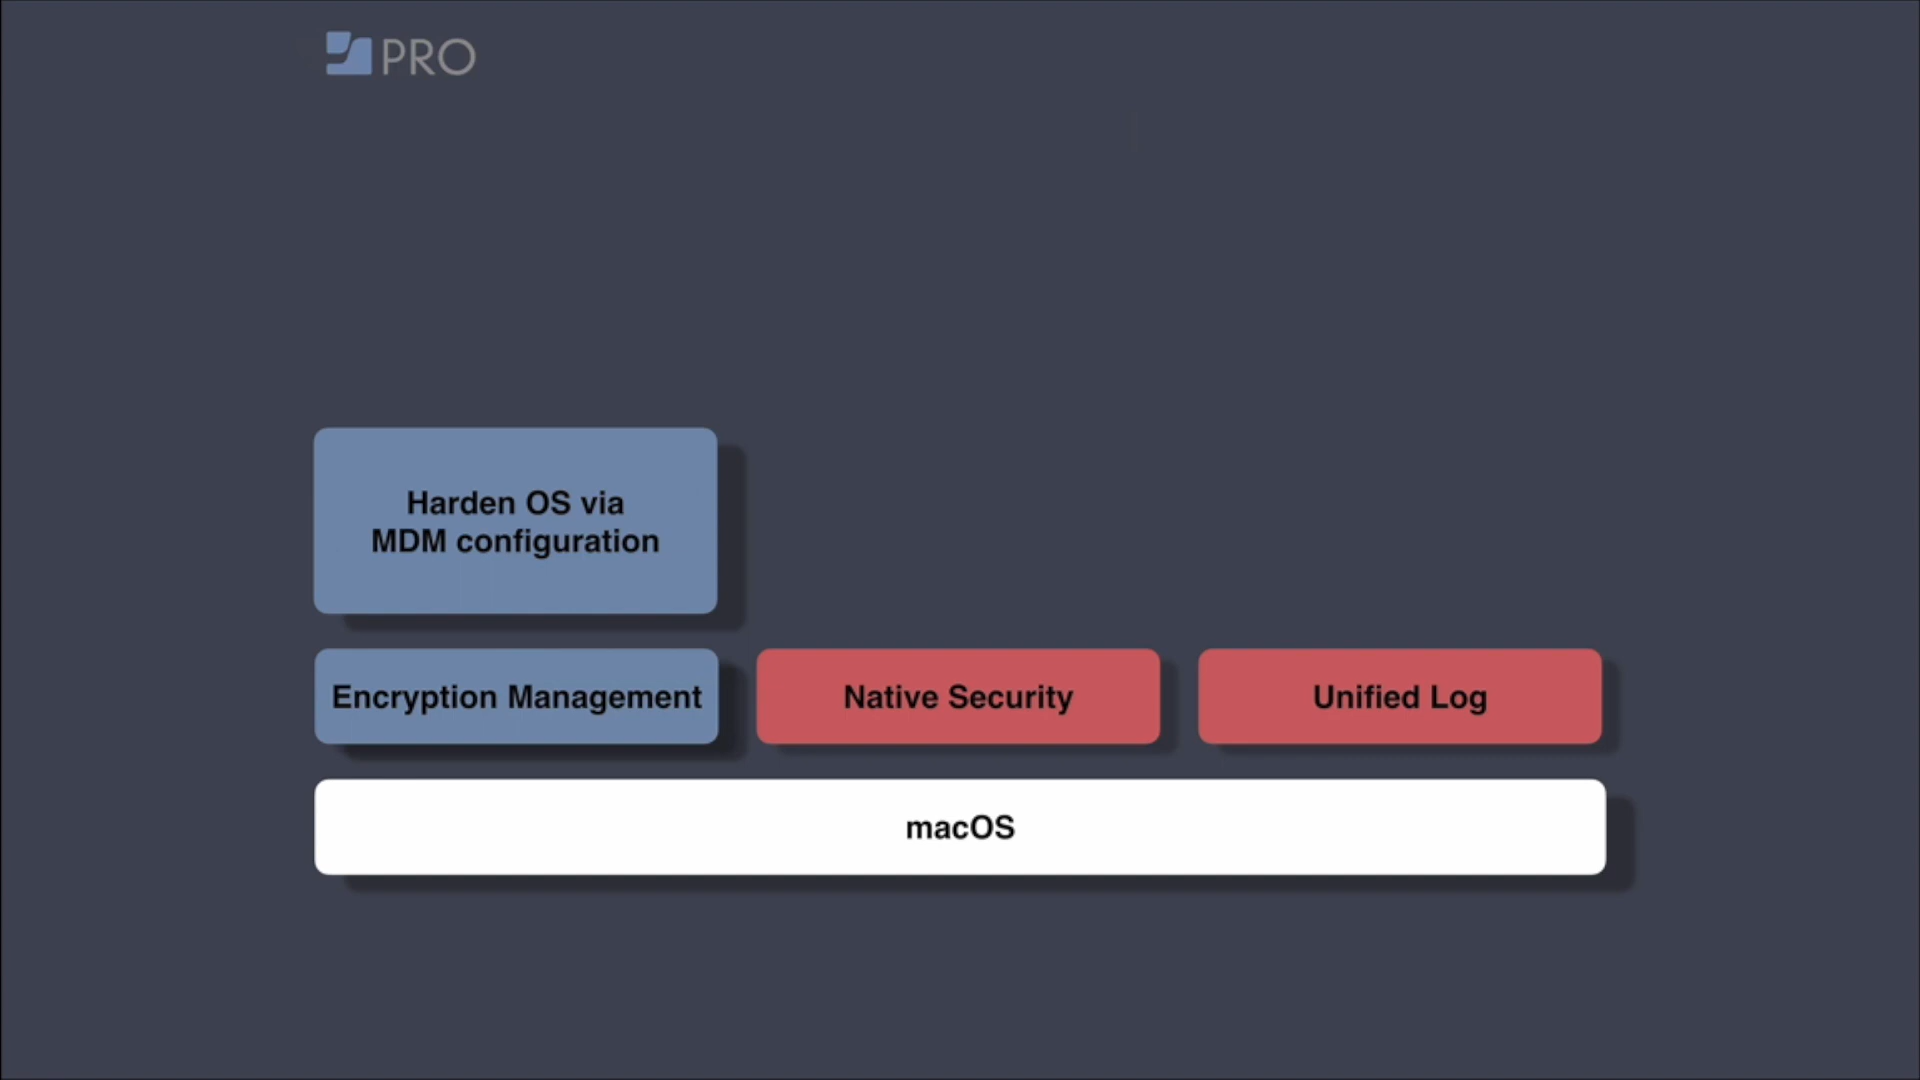 PRO
Harden OS via
MDM configuration
Encryption Management
Native Security
Unified Log
macOS